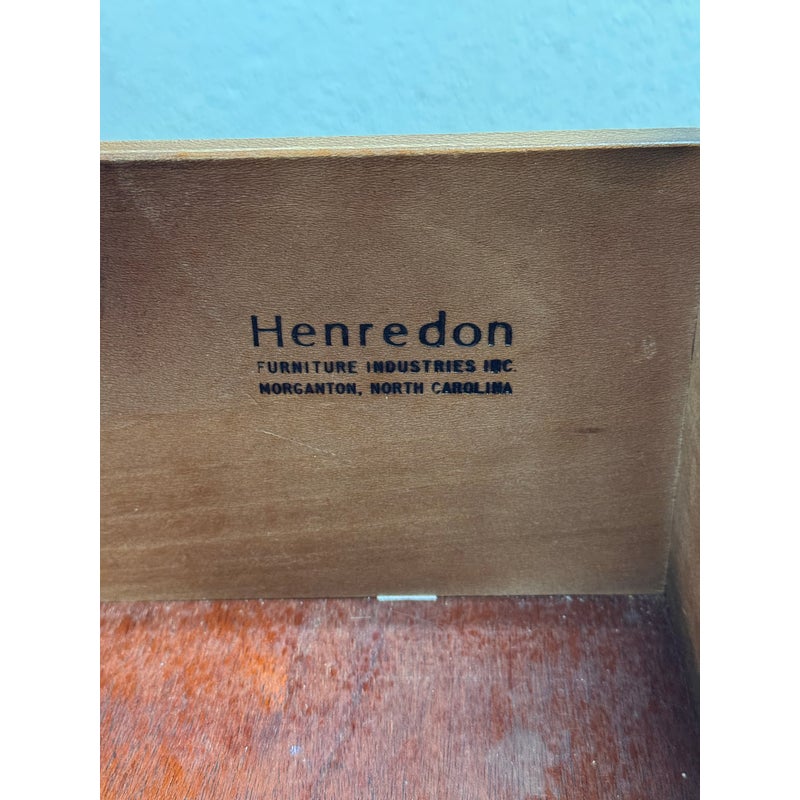 Henredon
FURNITURE INDUSTRIES INC.
MORGANTON, NORTH CAROLINA